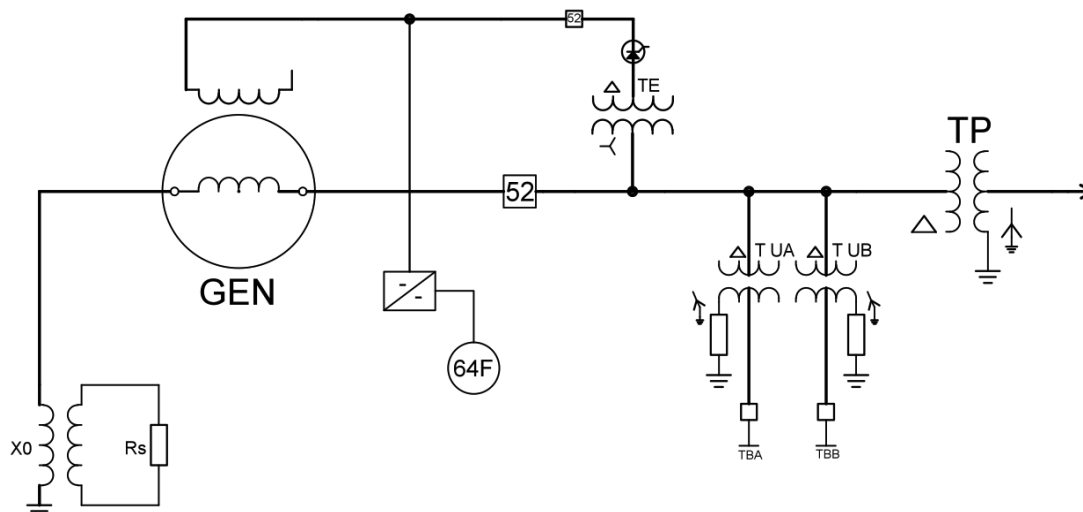 52
TE
TP
52
T UA
T UB
GEN
- -
64F
X0
Rs
TBA
TBB